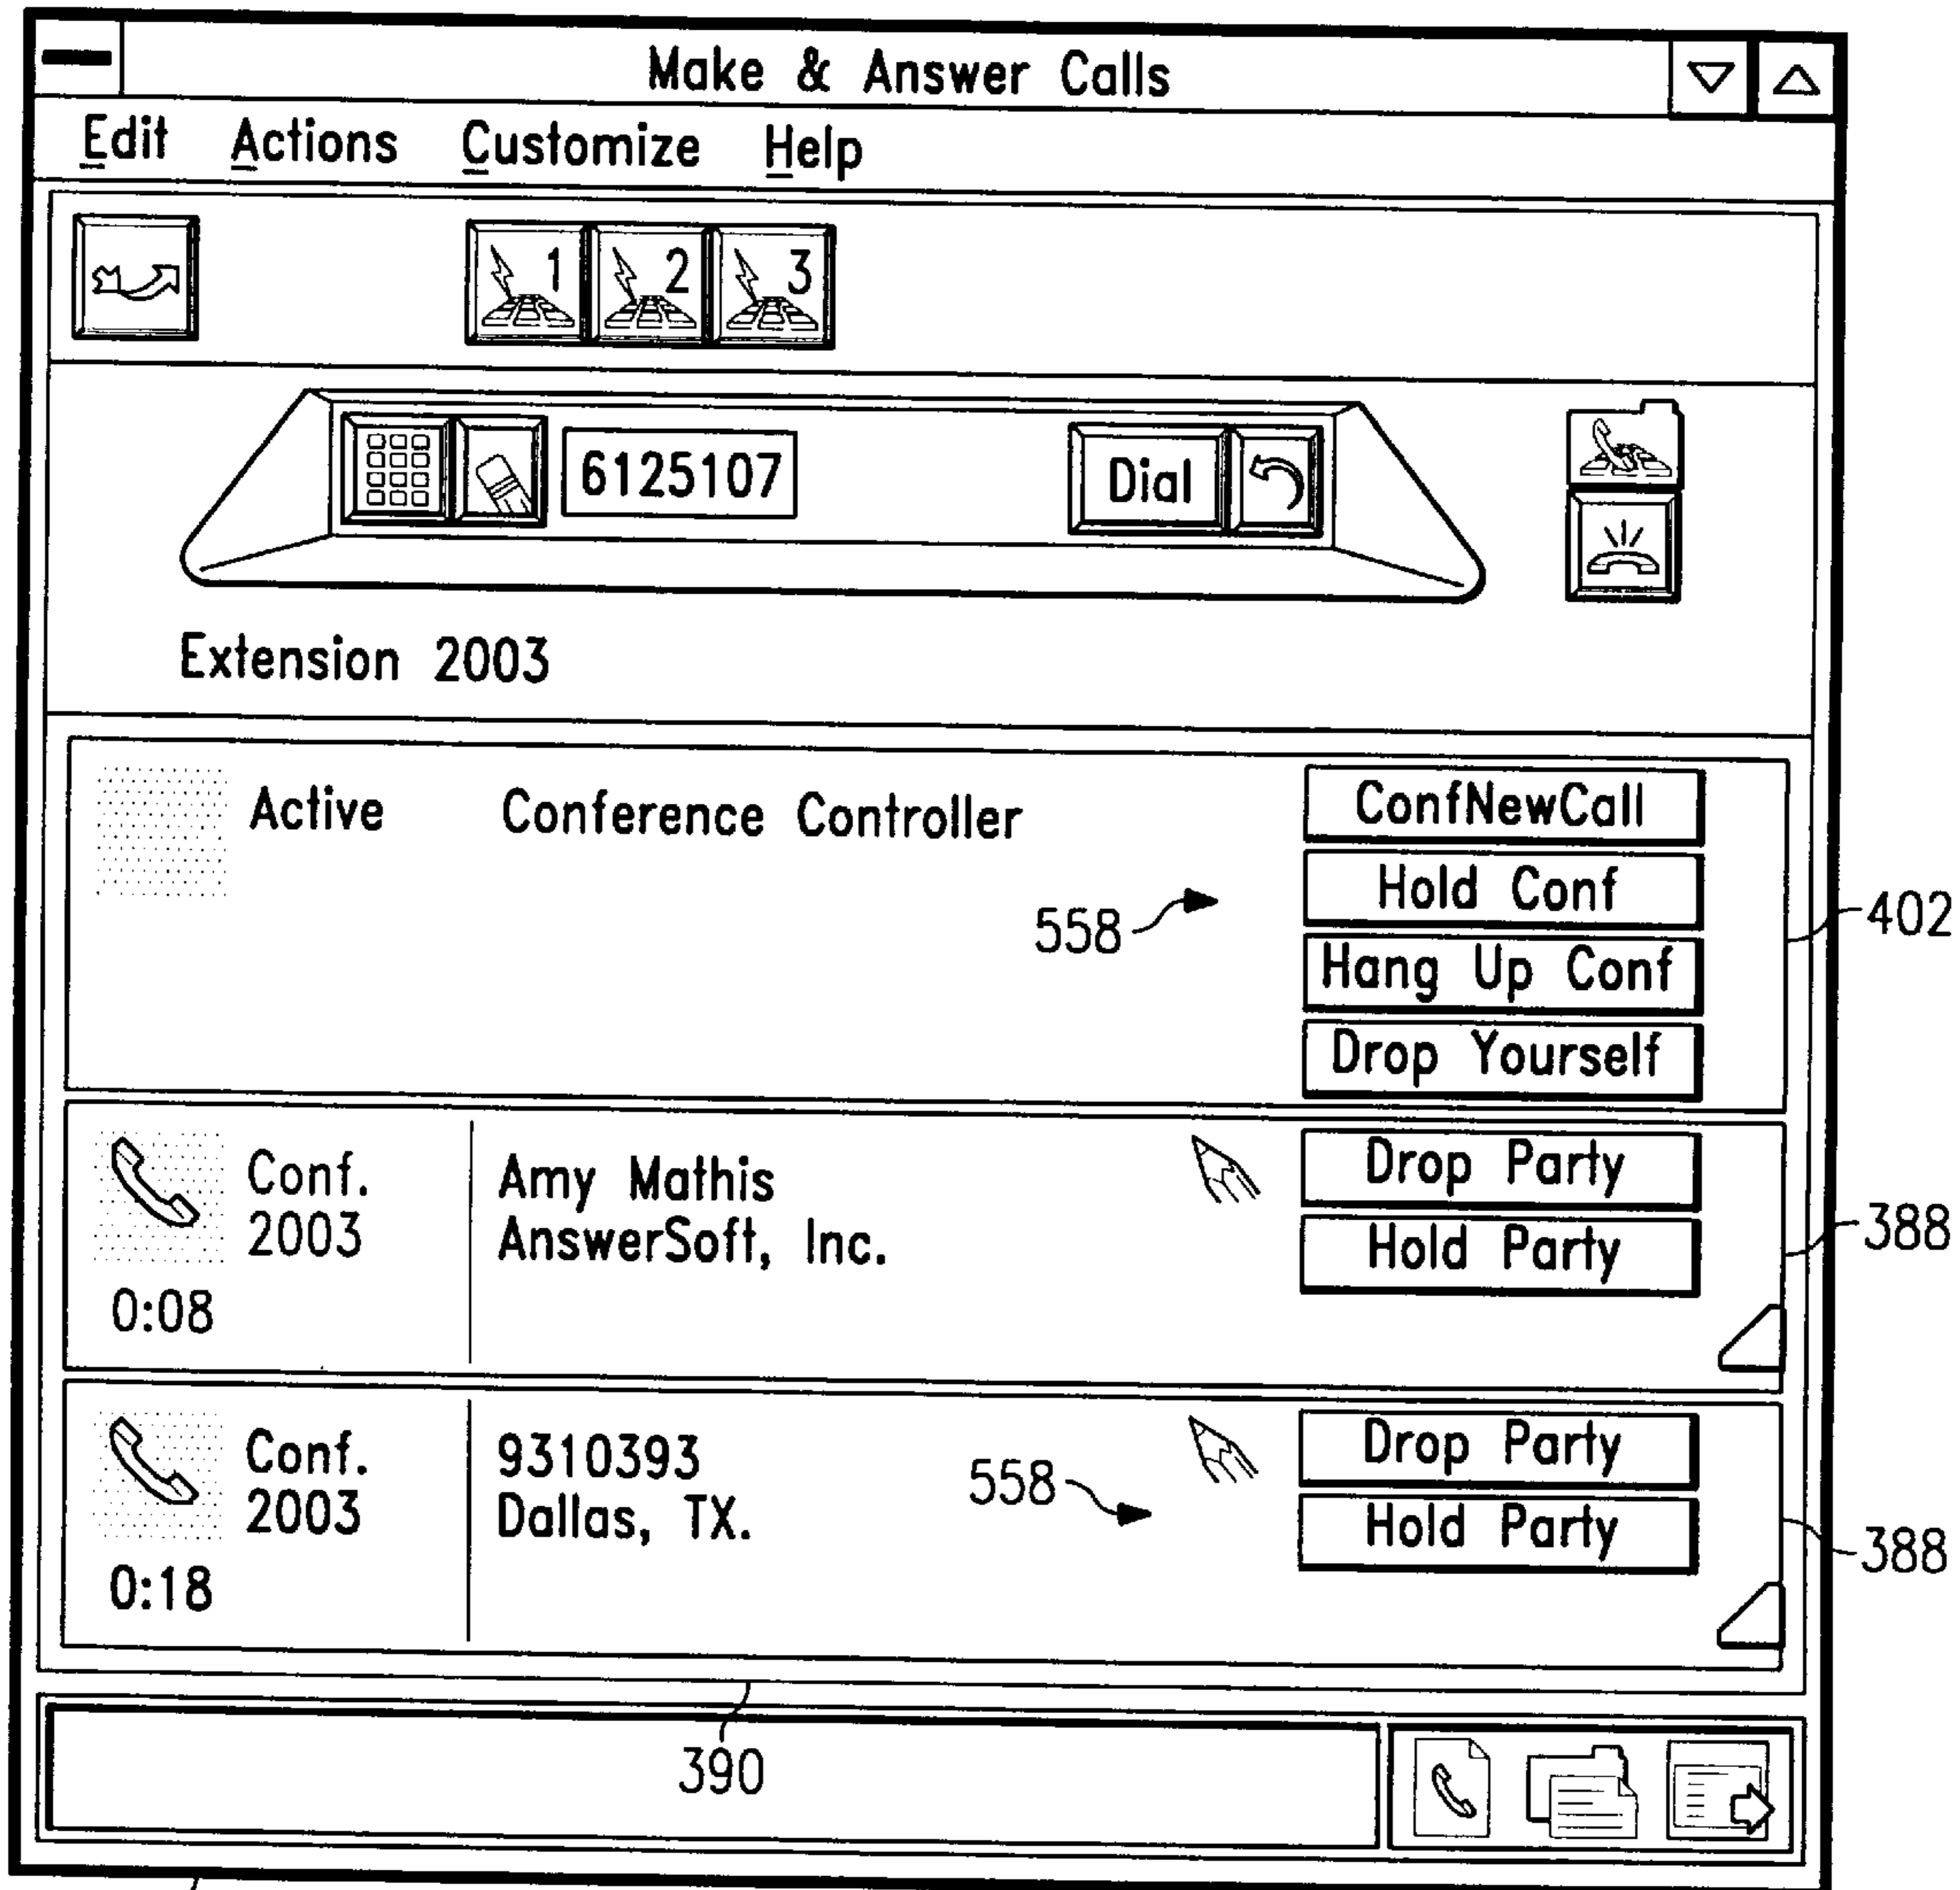 Make & Answer Calls
Edit Actions Customize Help
1 2 3
6125107 Dial
Extension 2003
Active Conference Controller
ConfNewCall
Hold Conf
558
402
Hang Up Conf
Drop Yourself
Conf.
2003
0:08
Amy Mathis
AnswerSoft, Inc.
Drop Party
Hold Party
388
Conf.
2003
0:18
9310393
Dallas, TX.
558
Drop Party
Hold Party
388
390